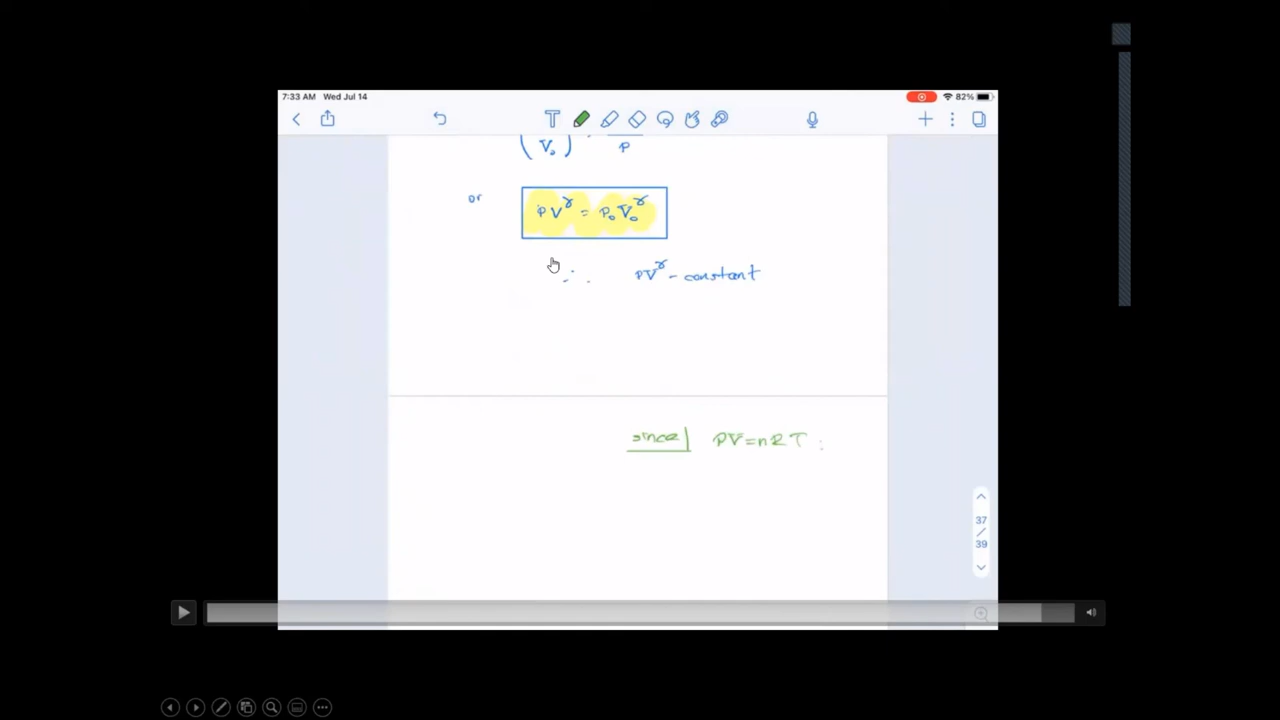 7:33 AM Wed Jul 14 82%
T
( V₀ ) P
or PV^γ = P₀V₀^γ
∴ PV^γ - constant
since PV=nRT :
37
/
39